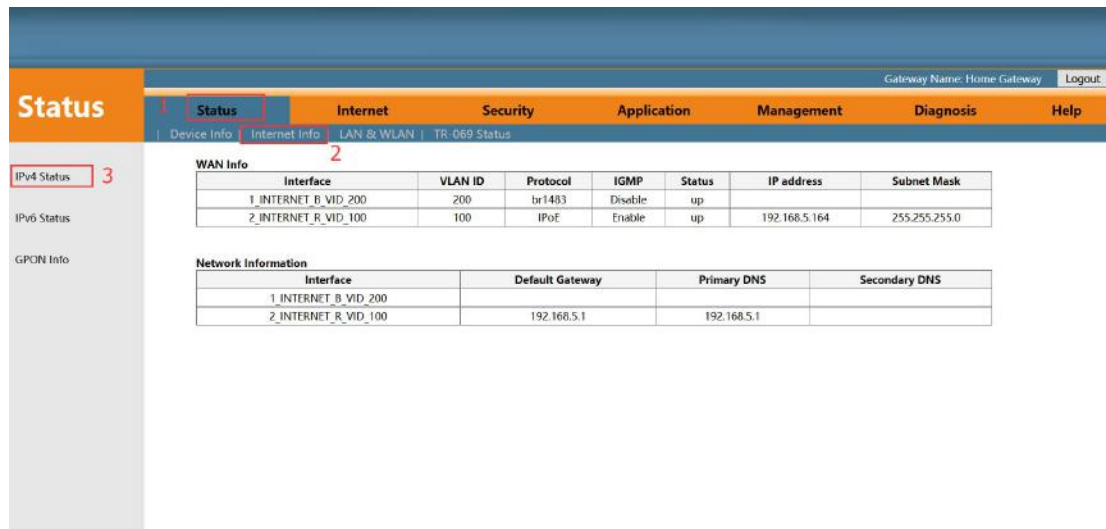 Gateway Name: Home Gateway Logout
Status
1 Status Internet Security Application Management Diagnosis Help
| Device Info | Internet Info | LAN & WLAN | TR-069 Status
2
IPv4 Status 3
IPv6 Status
GPON Info
WAN Info
Interface VLAN ID Protocol IGMP Status IP address Subnet Mask
1_INTERNET_B_VID_200 200 br1483 Disable up
2_INTERNET_R_VID_100 100 IPoE Enable up 192.168.5.164 255.255.255.0
Network Information
Interface Default Gateway Primary DNS Secondary DNS
1_INTERNET_B_VID_200
2_INTERNET_R_VID_100 192.168.5.1 192.168.5.1